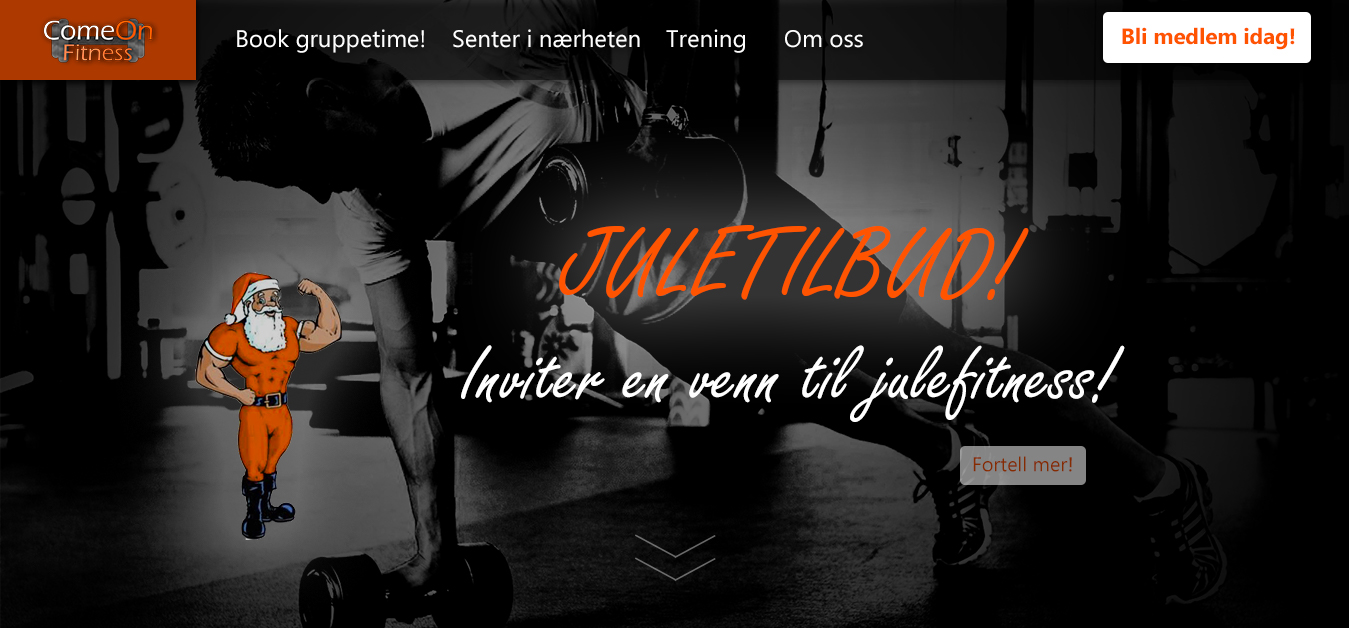 ComeOn
Fitness
Book gruppetime!
Senter i nærheten
Trening
Om oss
Bli medlem idag!
JULETILBUD!
Inviter en venn til julefitness!
Fortell mer!